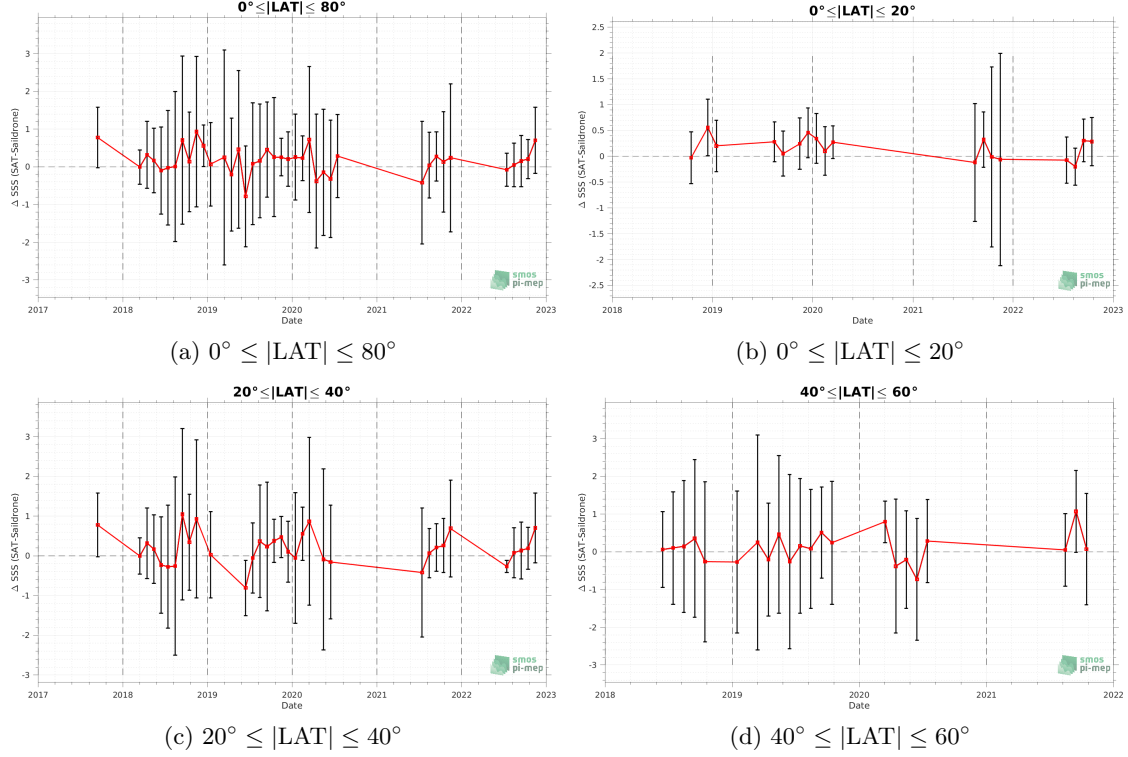 0°≤|LAT|≤ 80°
Δ SSS (SAT-Saildrone)
3
2
1
0
-1
-2
-3
2017 2018 2019 2020 2021 2022 2023
Date
smos
pi-mep
(a) 0° ≤ |LAT| ≤ 80°
0°≤|LAT|≤ 20°
Δ SSS (SAT-Saildrone)
2.5
2
1.5
1
0.5
0
-0.5
-1
-1.5
-2
-2.5
2018 2019 2020 2021 2022 2023
Date
smos
pi-mep
(b) 0° ≤ |LAT| ≤ 20°
20°≤|LAT|≤ 40°
Δ SSS (SAT-Saildrone)
3
2
1
0
-1
-2
-3
2017 2018 2019 2020 2021 2022 2023
Date
smos
pi-mep
(c) 20° ≤ |LAT| ≤ 40°
40°≤|LAT|≤ 60°
Δ SSS (SAT-Saildrone)
3
2
1
0
-1
-2
-3
2018 2019 2020 2021 2022
Date
smos
pi-mep
(d) 40° ≤ |LAT| ≤ 60°